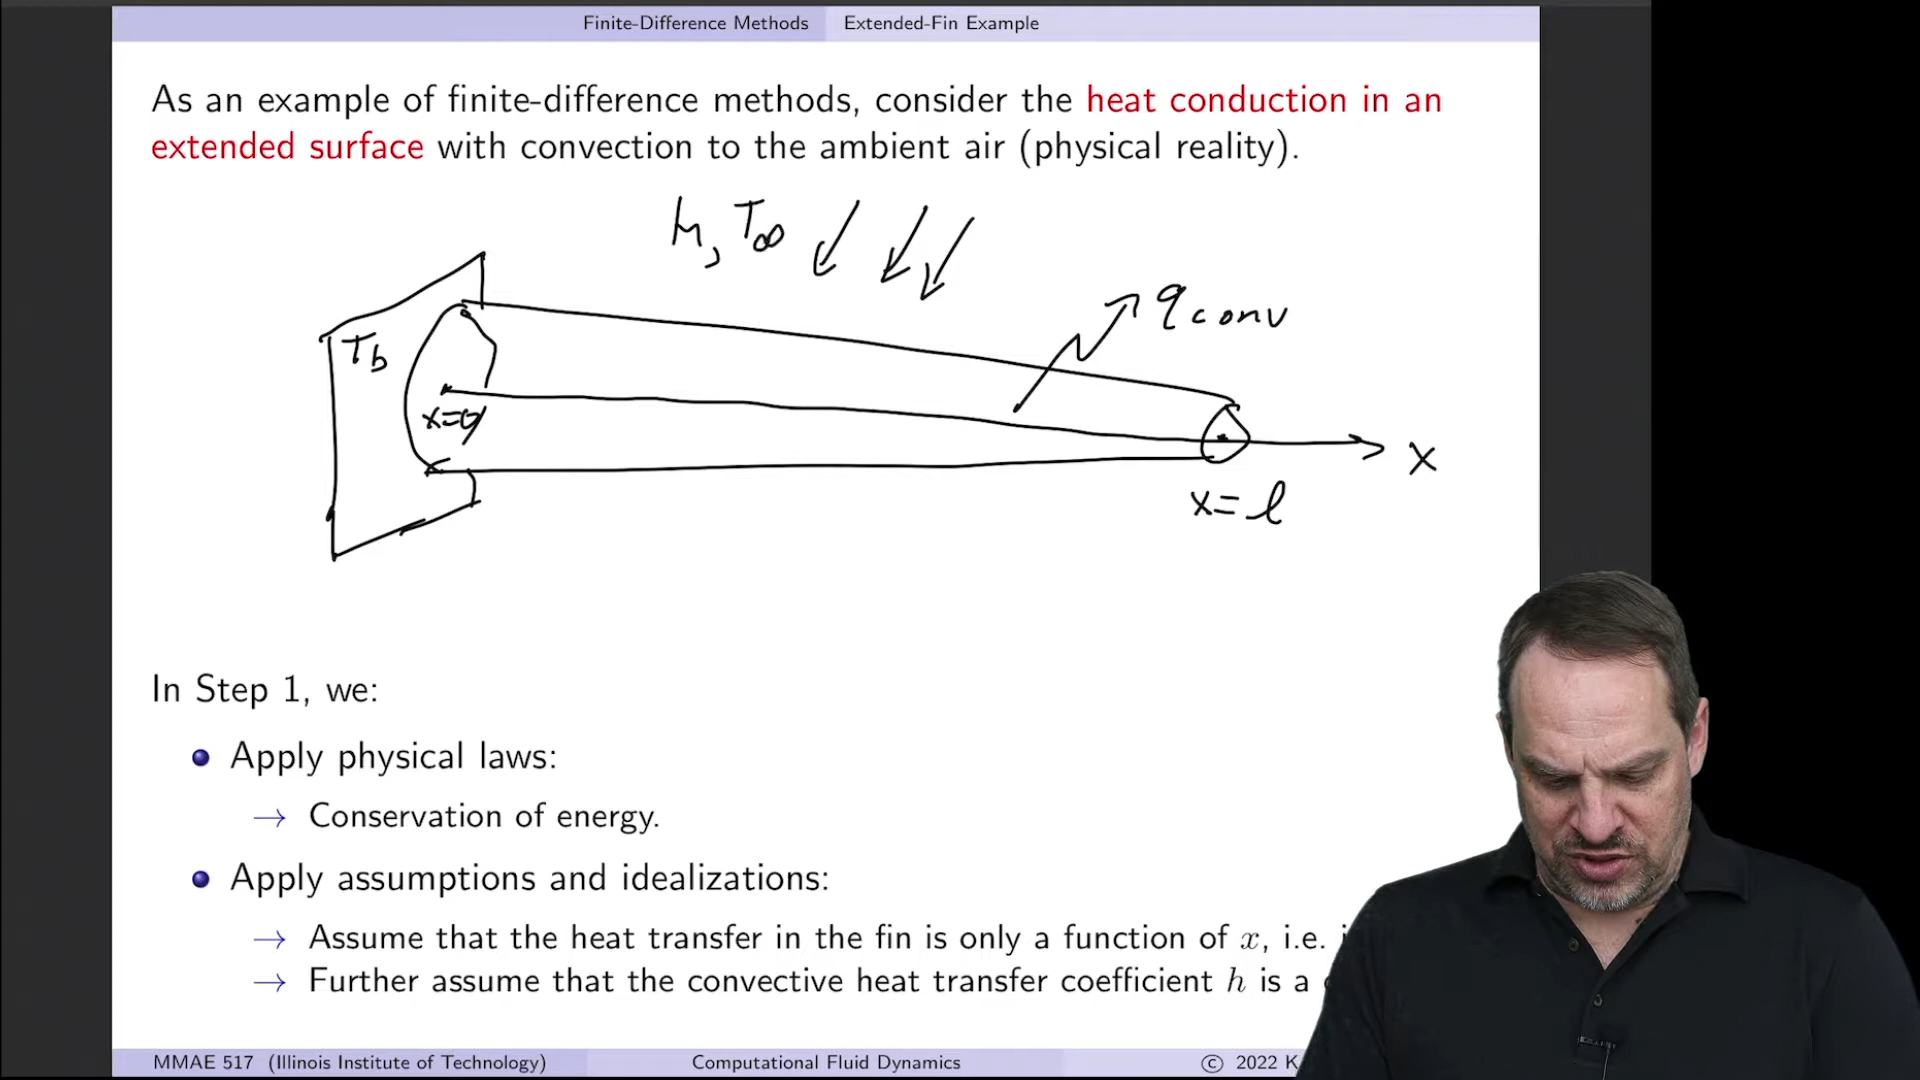 Finite-Difference Methods Extended-Fin Example
As an example of finite-difference methods, consider the heat conduction in an
extended surface with convection to the ambient air (physical reality).
h, T∞
q conv
Tb
x=0
x
x=l
In Step 1, we:
Apply physical laws:
→ Conservation of energy.
Apply assumptions and idealizations:
→ Assume that the heat transfer in the fin is only a function of x, i.e.
→ Further assume that the convective heat transfer coefficient h is a
MMAE 517 (Illinois Institute of Technology) Computational Fluid Dynamics © 2022 K